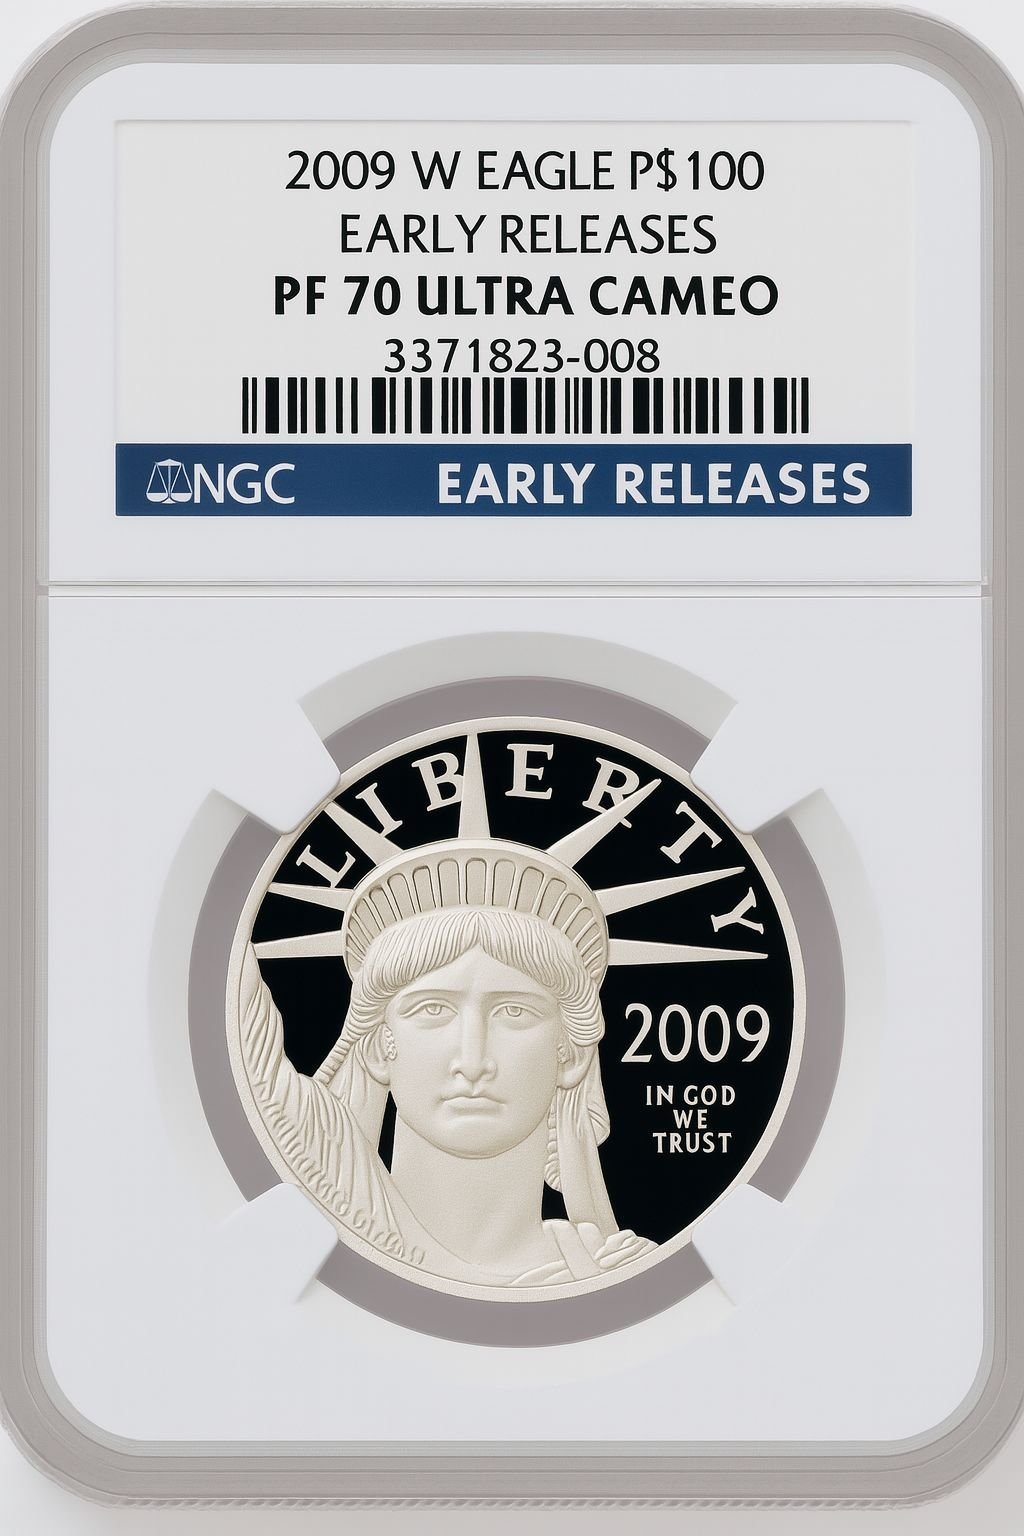 2009 W EAGLE P$100
EARLY RELEASES
PF 70 ULTRA CAMEO
3371823-008
NGC EARLY RELEASES
LIBERTY
2009
IN GOD
WE
TRUST